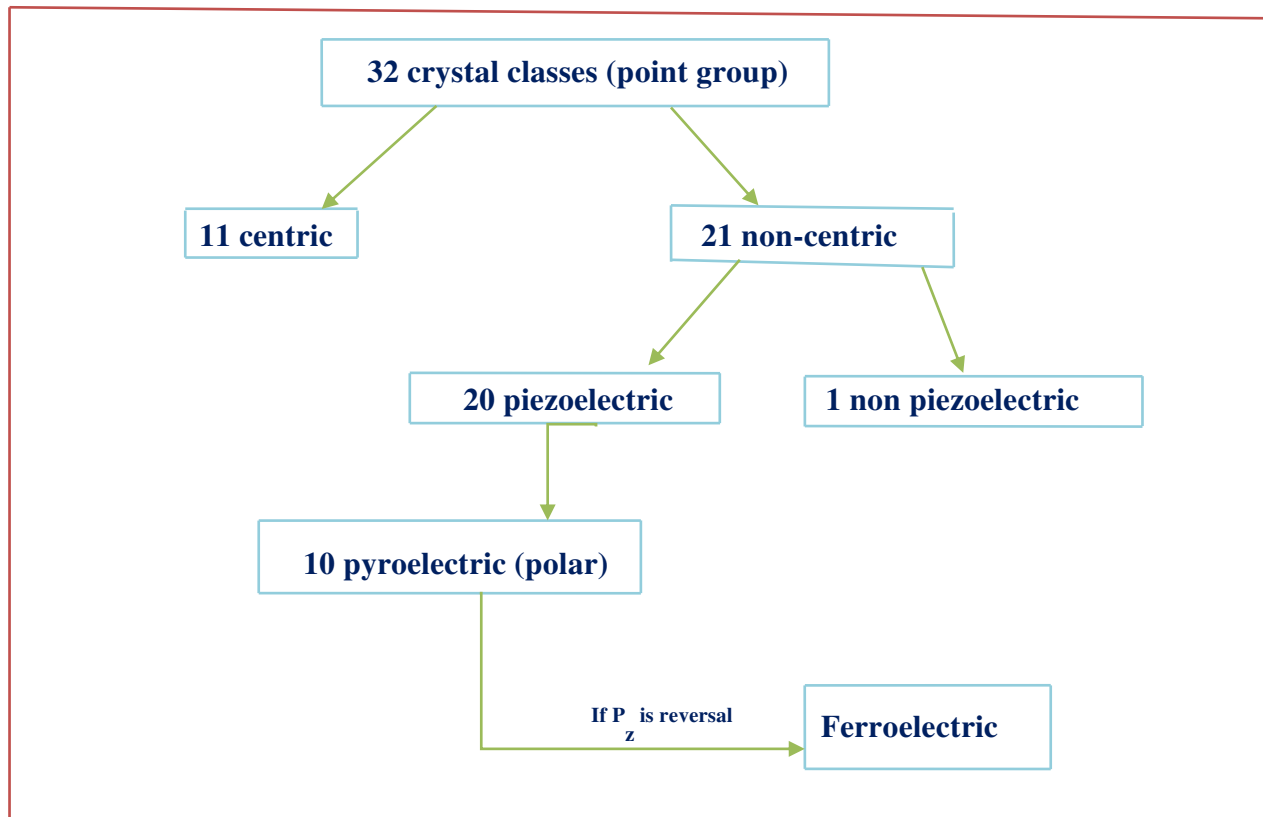 32 crystal classes (point group)
11 centric
21 non-centric
20 piezoelectric
1 non piezoelectric
10 pyroelectric (polar)
If P_z is reversal
Ferroelectric